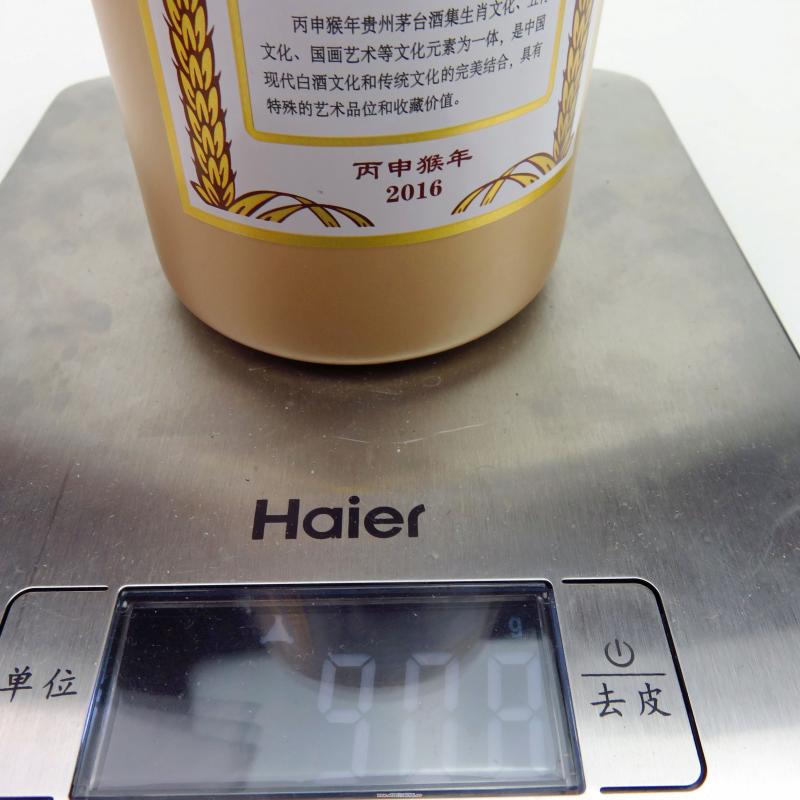 丙申猴年贵州茅台酒集生肖文化、五行
文化、国画艺术等文化元素为一体，是中国
现代白酒文化和传统文化的完美结合，具有
特殊的艺术品位和收藏价值。
丙申猴年
2016
Haier
g
单位
978
去皮